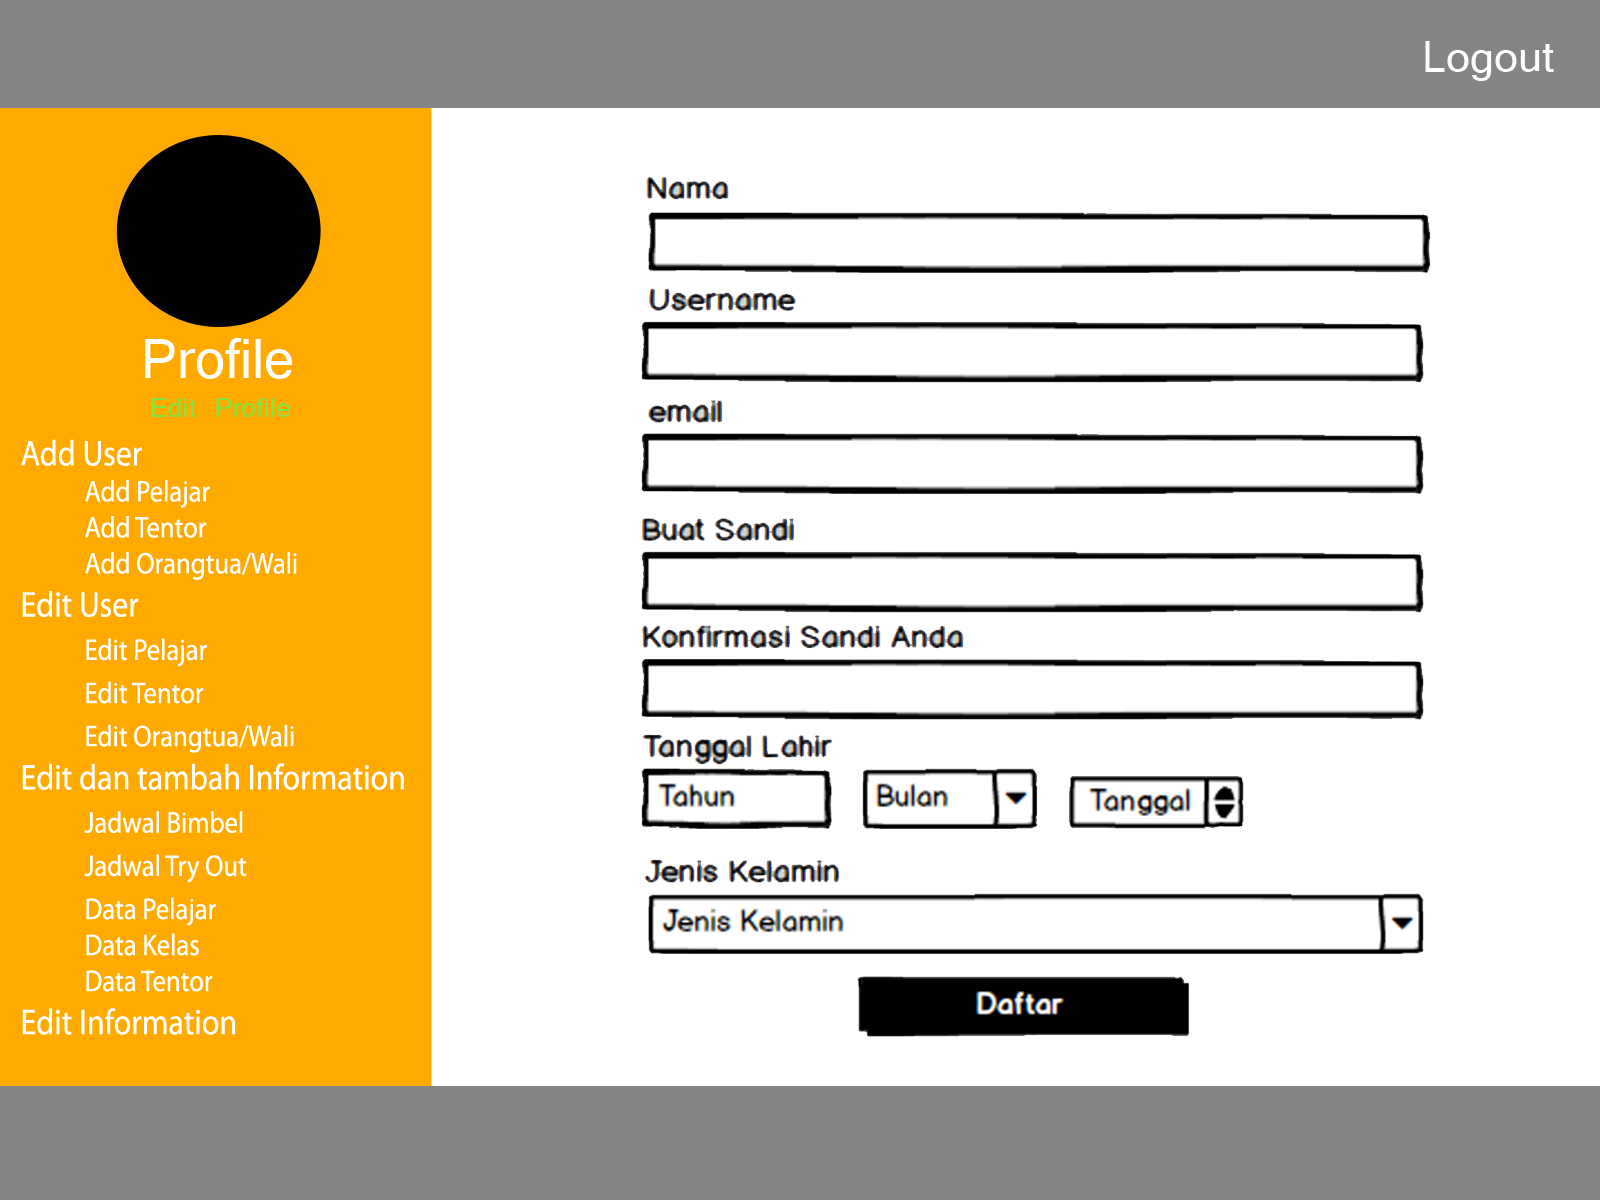 Logout
Profile
Edit Profile
Add User
Add Pelajar
Add Tentor
Add Orangtua/Wali
Edit User
Edit Pelajar
Edit Tentor
Edit Orangtua/Wali
Edit dan tambah Information
Jadwal Bimbel
Jadwal Try Out
Data Pelajar
Data Kelas
Data Tentor
Edit Information
Nama
Username
email
Buat Sandi
Konfirmasi Sandi Anda
Tanggal Lahir
Tahun Bulan Tanggal
Jenis Kelamin
Jenis Kelamin
Daftar